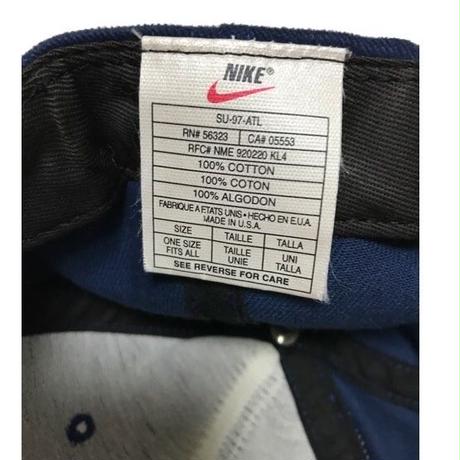 NIKE®
SU-97-ATL
RN# 56323 CA# 05553
RFC# NME 920220 KL4
100% COTTON
100% COTON
100% ALGODON
FABRIQUE A ETATS UNIS • HECHO EN E.U.A.
MADE IN U.S.A.
SIZE TAILLE TALLA
ONE SIZE FITS ALL TAILLE UNIE UNI TALLA
SEE REVERSE FOR CARE